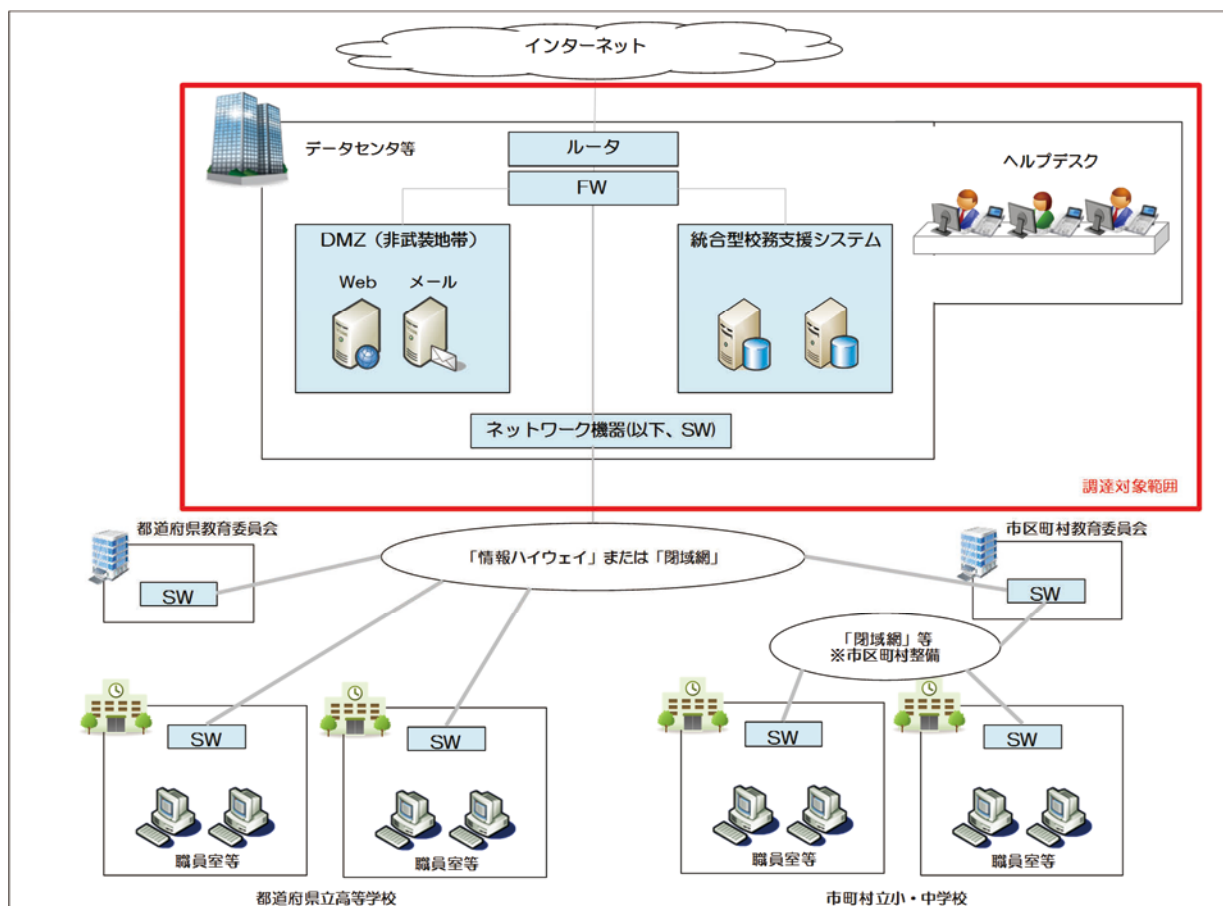 インターネット
データセンタ等
ルータ
FW
ヘルプデスク
DMZ（非武装地帯）
Web
メール
統合型校務支援システム
ネットワーク機器(以下、SW)
調達対象範囲
都道府県教育委員会
SW
「情報ハイウェイ」または「閉域網」
市区町村教育委員会
SW
「閉域網」等
※市区町村整備
SW
職員室等
SW
職員室等
都道府県立高等学校
SW
職員室等
SW
職員室等
市町村立小・中学校